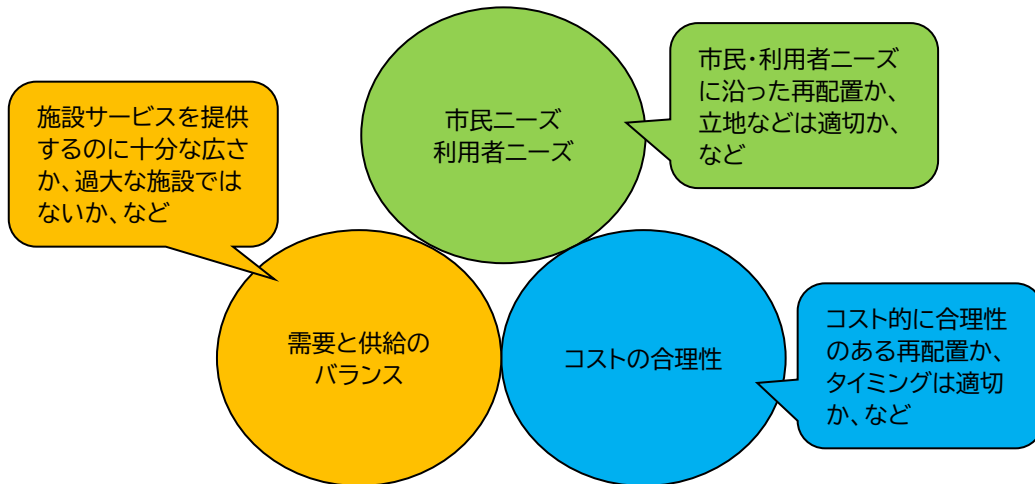 市民ニーズ
利用者ニーズ
市民・利用者ニーズ
に沿った再配置か、
立地などは適切か、
など
施設サービスを提供
するのに十分な広さ
か、過大な施設では
ないか、など
需要と供給の
バランス
コストの合理性
コスト的に合理性
のある再配置か、
タイミングは適切
か、など